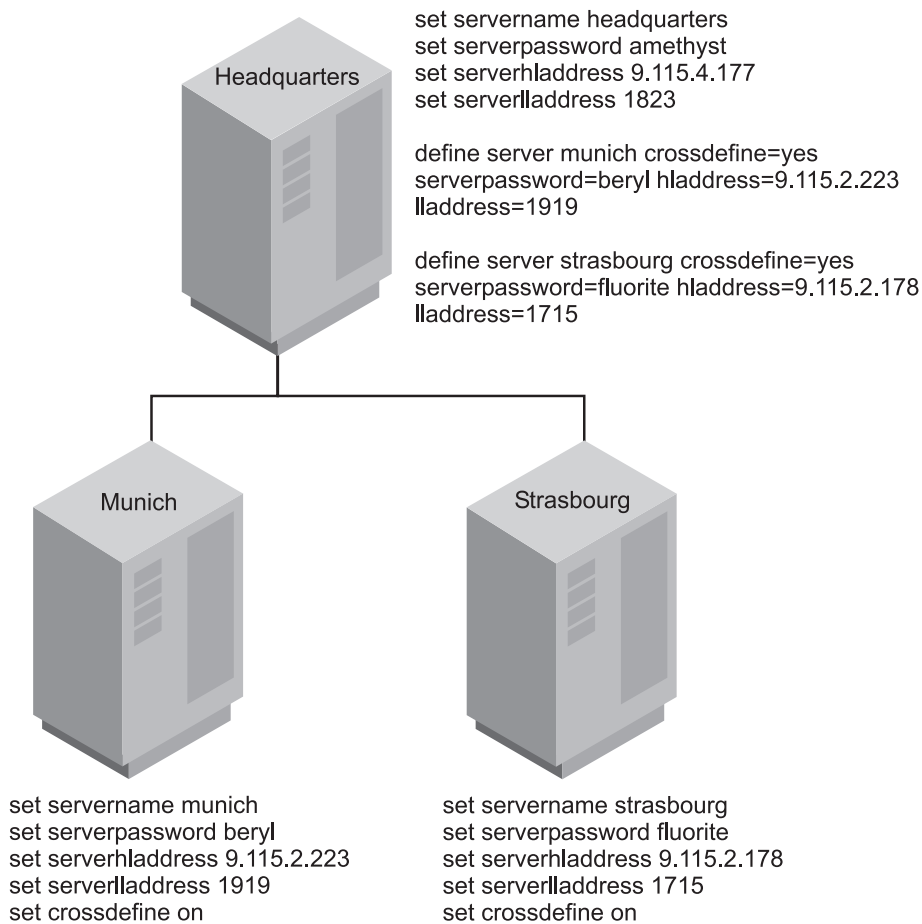 Headquarters
set servername headquarters
set serverpassword amethyst
set serverhladdress 9.115.4.177
set serverlladdress 1823
define server munich crossdefine=yes
serverpassword=beryl hladdress=9.115.2.223
lladdress=1919
define server strasbourg crossdefine=yes
serverpassword=fluorite hladdress=9.115.2.178
lladdress=1715
Munich
set servername munich
set serverpassword beryl
set serverhladdress 9.115.2.223
set serverlladdress 1919
set crossdefine on
Strasbourg
set servername strasbourg
set serverpassword fluorite
set serverhladdress 9.115.2.178
set serverlladdress 1715
set crossdefine on